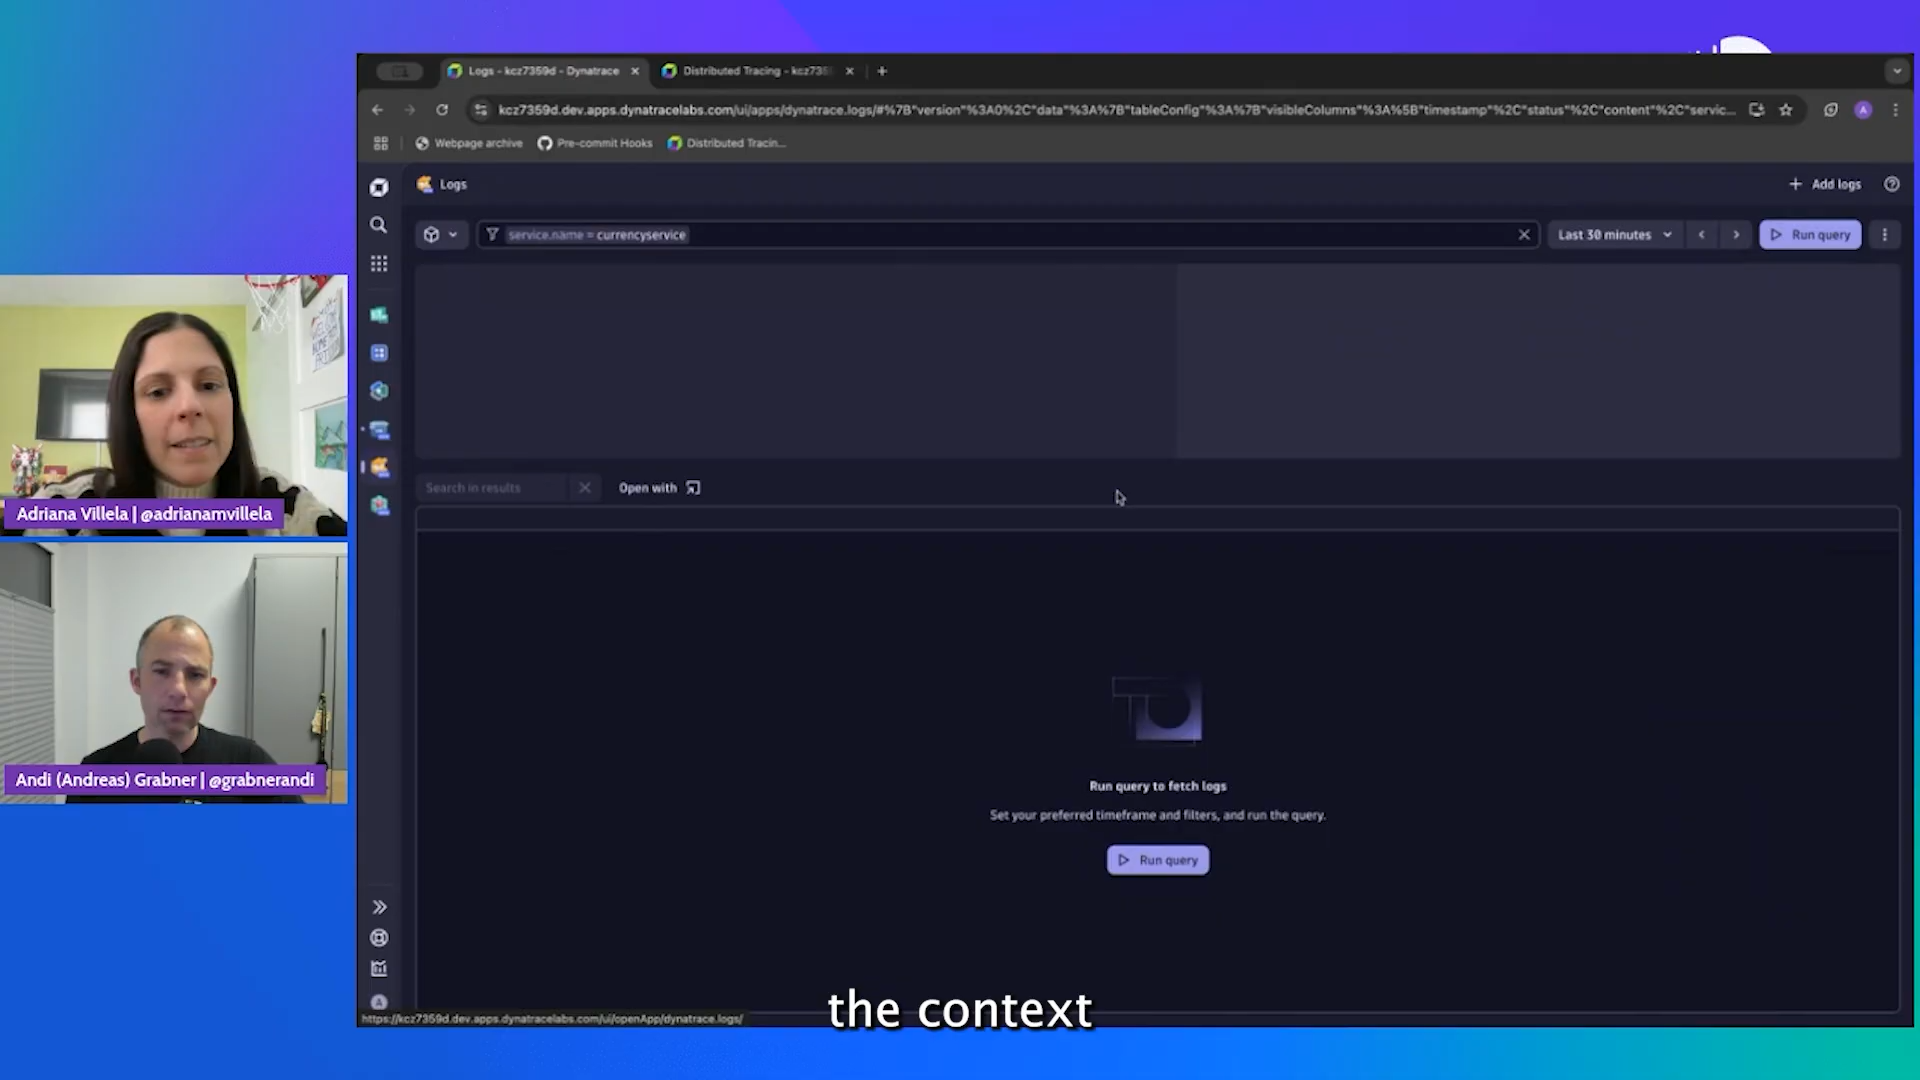 Logs - kcz7359d - Dynatrace
Distributed Tracing - kcz735
kcz7359d.dev.apps.dynatracelabs.com/ui/apps/dynatrace.logs/#%7B"version"%3A0%2C"data"%3A%7B"tableConfig"%3A%7B"visibleColumns"%3A%5B"timestamp"%2C"status"%2C"content"%2C"servic...
A
Webpage archive
Pre-commit Hooks
Distributed Tracin...
Logs
Add logs
service.name = currencyservice
Last 30 minutes
Run query
Search in results
Open with
Adriana Villela | @adrianamvillela
Andi (Andreas) Grabner | @grabnerandi
Run query to fetch logs
Set your preferred timeframe and filters, and run the query.
Run query
A
the context
https://kcz7359d.dev.apps.dynatracelabs.com/ui/openApp/dynatrace.logs/